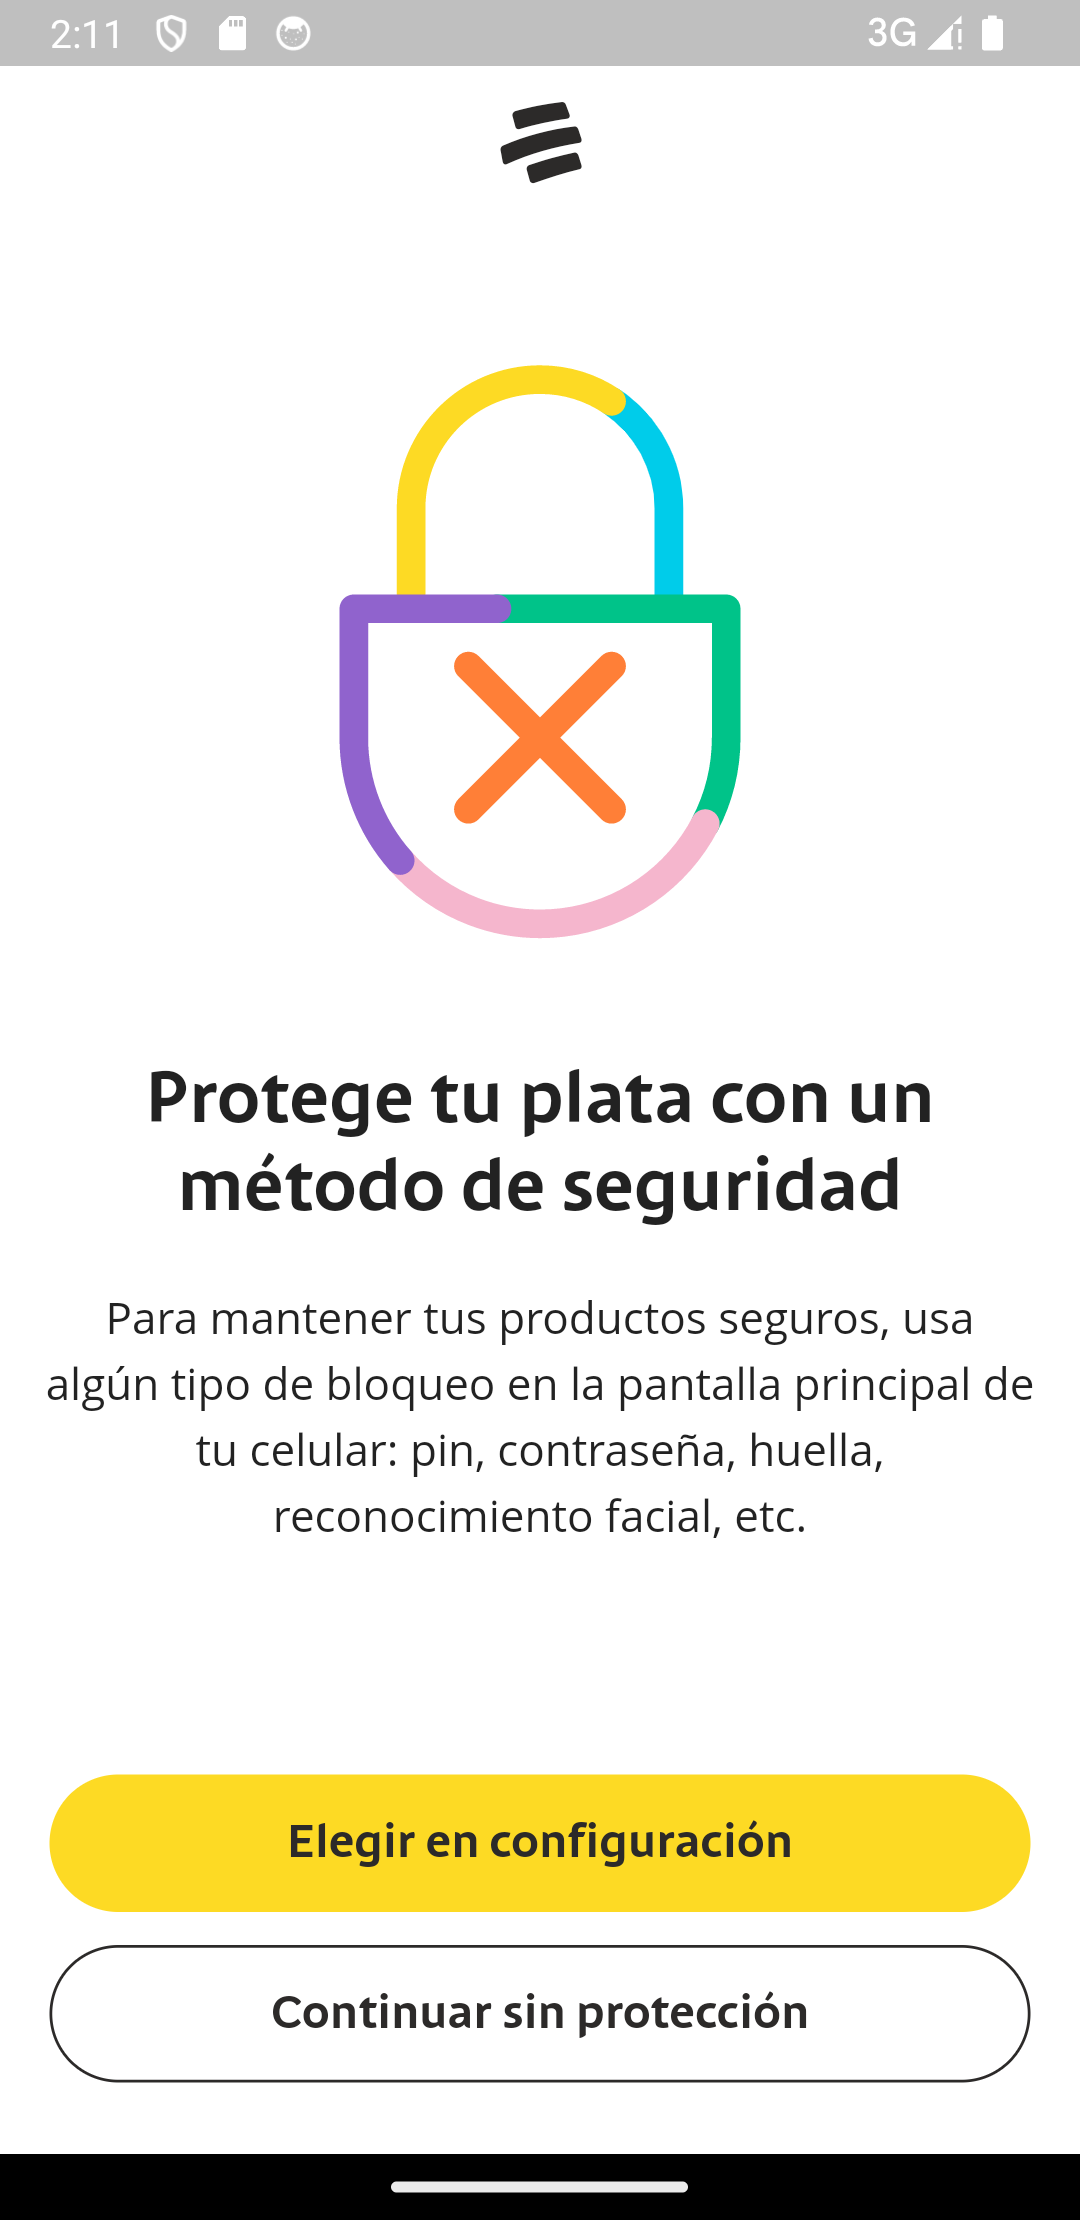 2:11
3G
Protege tu plata con un
método de seguridad
Para mantener tus productos seguros, usa
algún tipo de bloqueo en la pantalla principal de
tu celular: pin, contraseña, huella,
reconocimiento facial, etc.
Elegir en configuración
Continuar sin protección